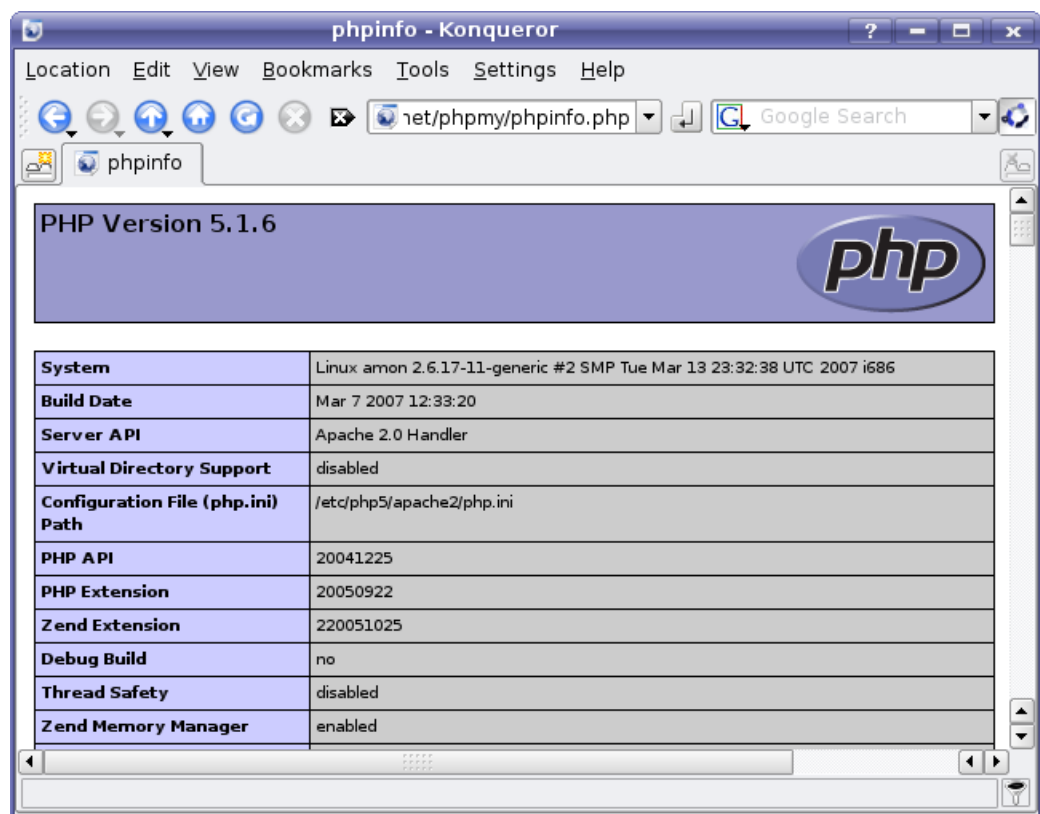 phpinfo - Konqueror
Location Edit View Bookmarks Tools Settings Help
net/phpmy/phpinfo.php G Google Search
phpinfo
PHP Version 5.1.6
php
System Linux amon 2.6.17-11-generic #2 SMP Tue Mar 13 23:32:38 UTC 2007 i686
Build Date Mar 7 2007 12:33:20
Server API Apache 2.0 Handler
Virtual Directory Support disabled
Configuration File (php.ini) /etc/php5/apache2/php.ini
Path
PHP API 20041225
PHP Extension 20050922
Zend Extension 220051025
Debug Build no
Thread Safety disabled
Zend Memory Manager enabled